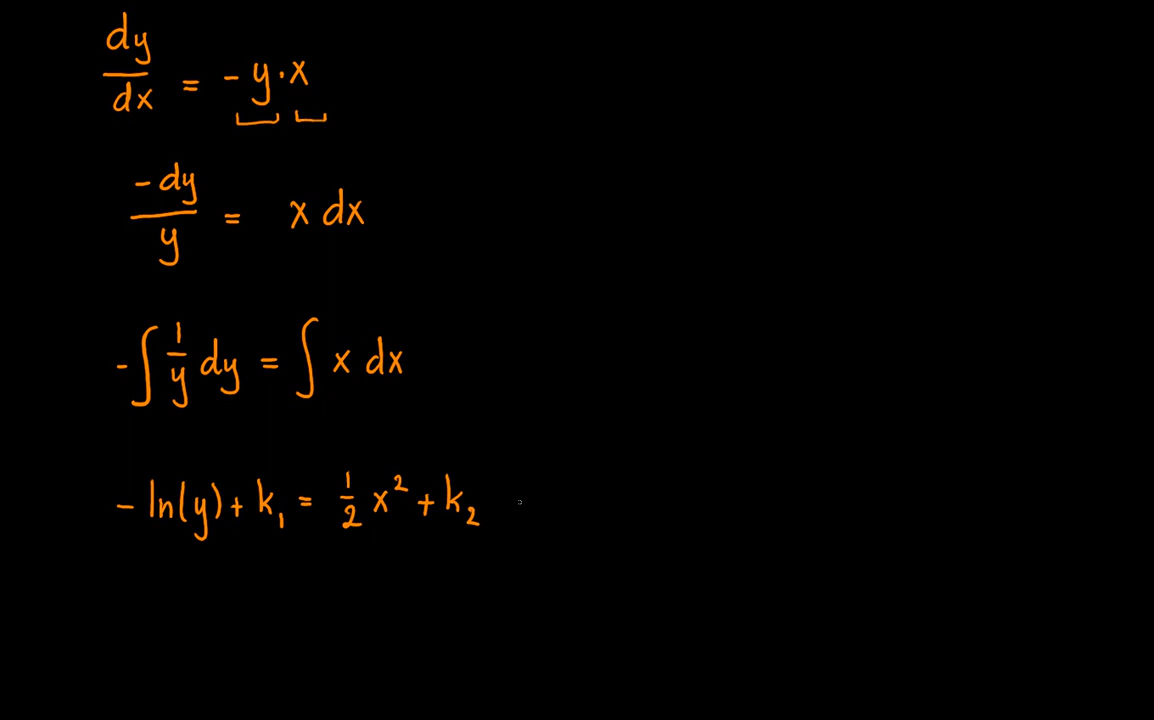 dy/dx = -y·x
-dy/y = x dx
-∫ 1/y dy = ∫ x dx
-ln(y) + k₁ = 1/2 x² + k₂